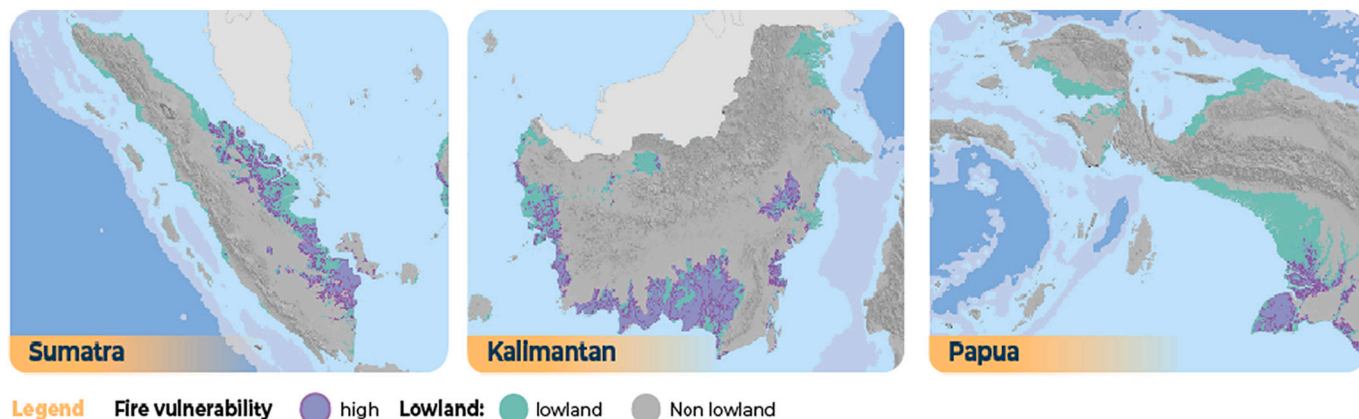 Sumatra
Kalimantan
Papua
Legend Fire vulnerability high Lowland: lowland Non lowland